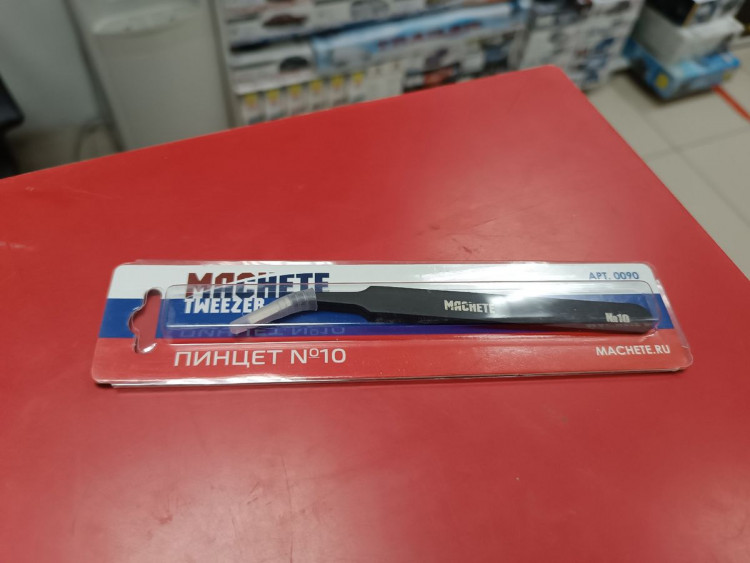 MACHETE
TWEEZER
АРТ. 0090
MACHETE
№10
ПИНЦЕТ №10
MACHETE.RU